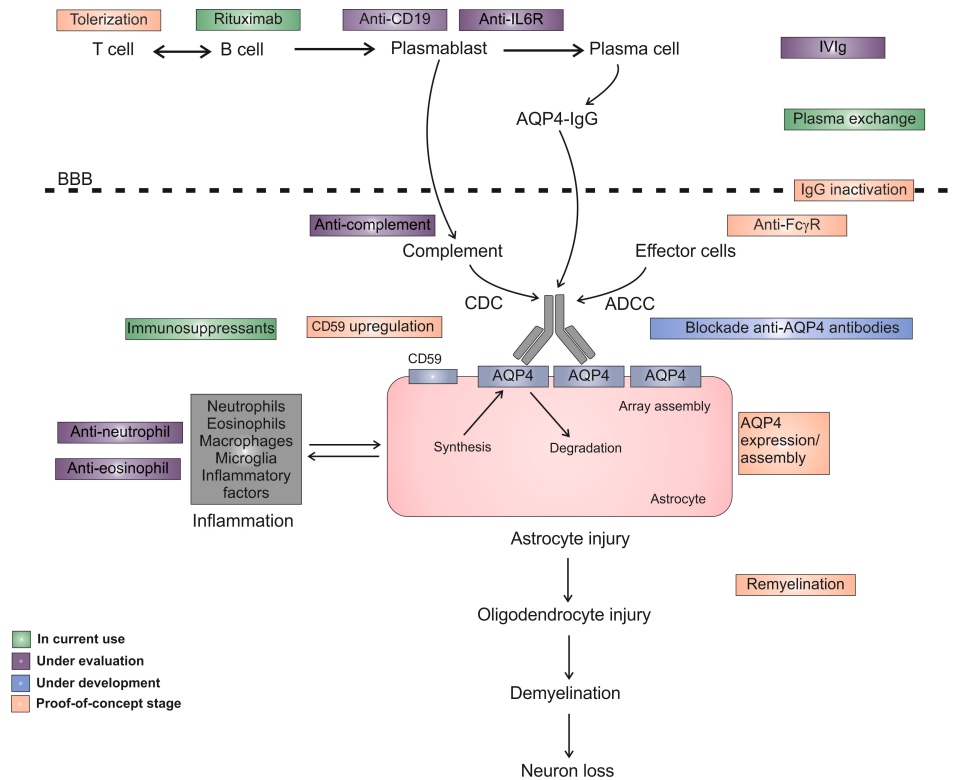 Tolerization
Rituximab
Anti-CD19
Anti-IL6R
T cell
B cell
Plasmablast
Plasma cell
IVIg
AQP4-IgG
Plasma exchange
BBB
IgG inactivation
Anti-complement
Anti-FcγR
Complement
Effector cells
CDC
ADCC
Immunosuppressants
CD59 upregulation
Blockade anti-AQP4 antibodies
CD59
AQP4
AQP4
AQP4
Array assembly
Synthesis
Degradation
Astrocyte
Anti-neutrophil
Anti-eosinophil
Neutrophils
Eosinophils
Macrophages
Microglia
Inflammatory
factors
Inflammation
AQP4
expression/
assembly
Astrocyte injury
Remyelination
Oligodendrocyte injury
Demyelination
Neuron loss
In current use
Under evaluation
Under development
Proof-of-concept stage